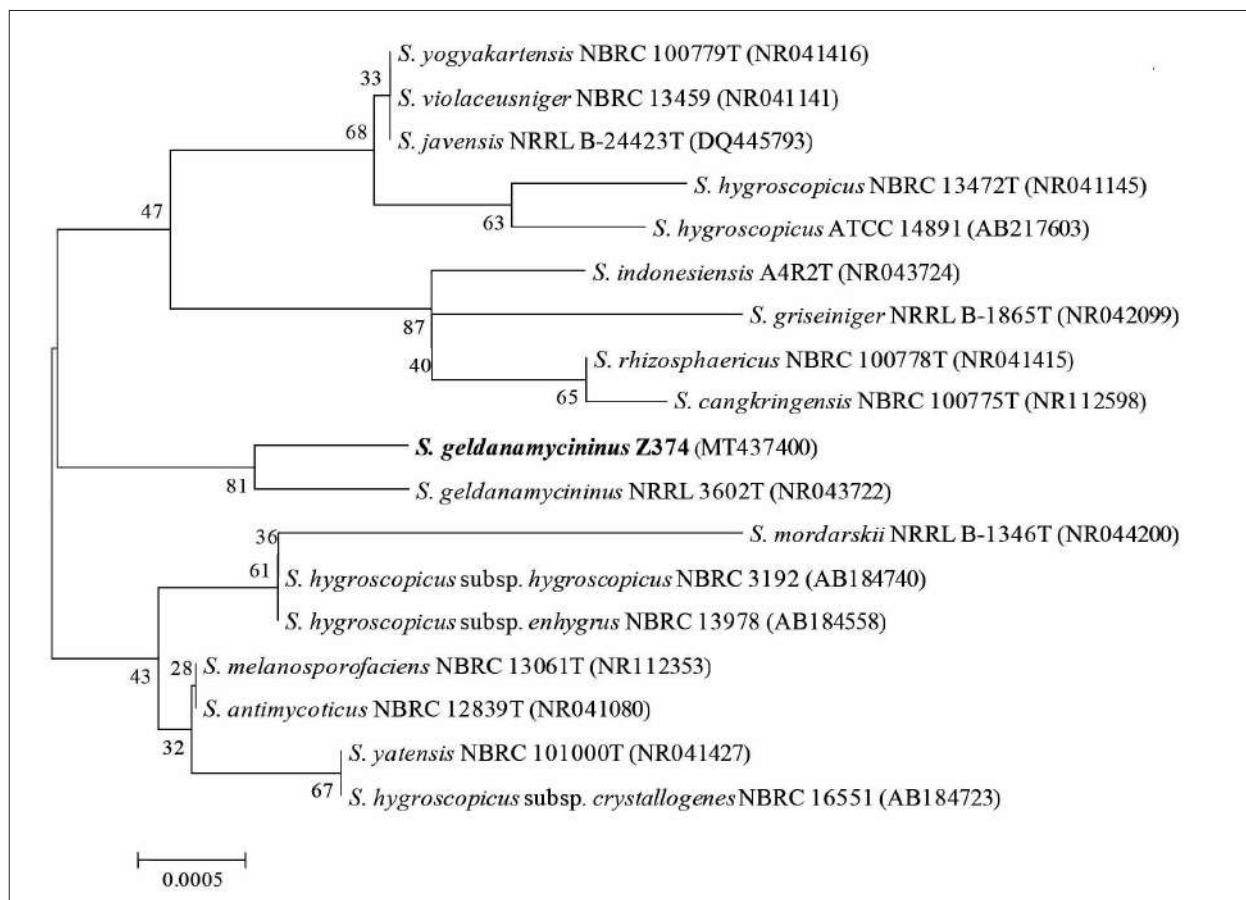 S. yogyakartensis NBRC 100779T (NR041416)
33
S. violaceusniger NBRC 13459 (NR041141)
68
S. javensis NRRL B-24423T (DQ445793)
S. hygroscopicus NBRC 13472T (NR041145)
47
63
S. hygroscopicus ATCC 14891 (AB217603)
S. indonesiensis A4R2T (NR043724)
S. griseiniger NRRL B-1865T (NR042099)
87
40
S. rhizosphaericus NBRC 100778T (NR041415)
65
S. cangkringensis NBRC 100775T (NR112598)
S. geldanamycininus Z374 (MT437400)
81
S. geldanamycininus NRRL 3602T (NR043722)
36
S. mordarskii NRRL B-1346T (NR044200)
61
S. hygroscopicus subsp. hygroscopicus NBRC 3192 (AB184740)
S. hygroscopicus subsp. enhygrus NBRC 13978 (AB184558)
43
28
S. melanosporofaciens NBRC 13061T (NR112353)
S. antimycoticus NBRC 12839T (NR041080)
32
S. yatensis NBRC 101000T (NR041427)
67
S. hygroscopicus subsp. crystallogenes NBRC 16551 (AB184723)
0.0005